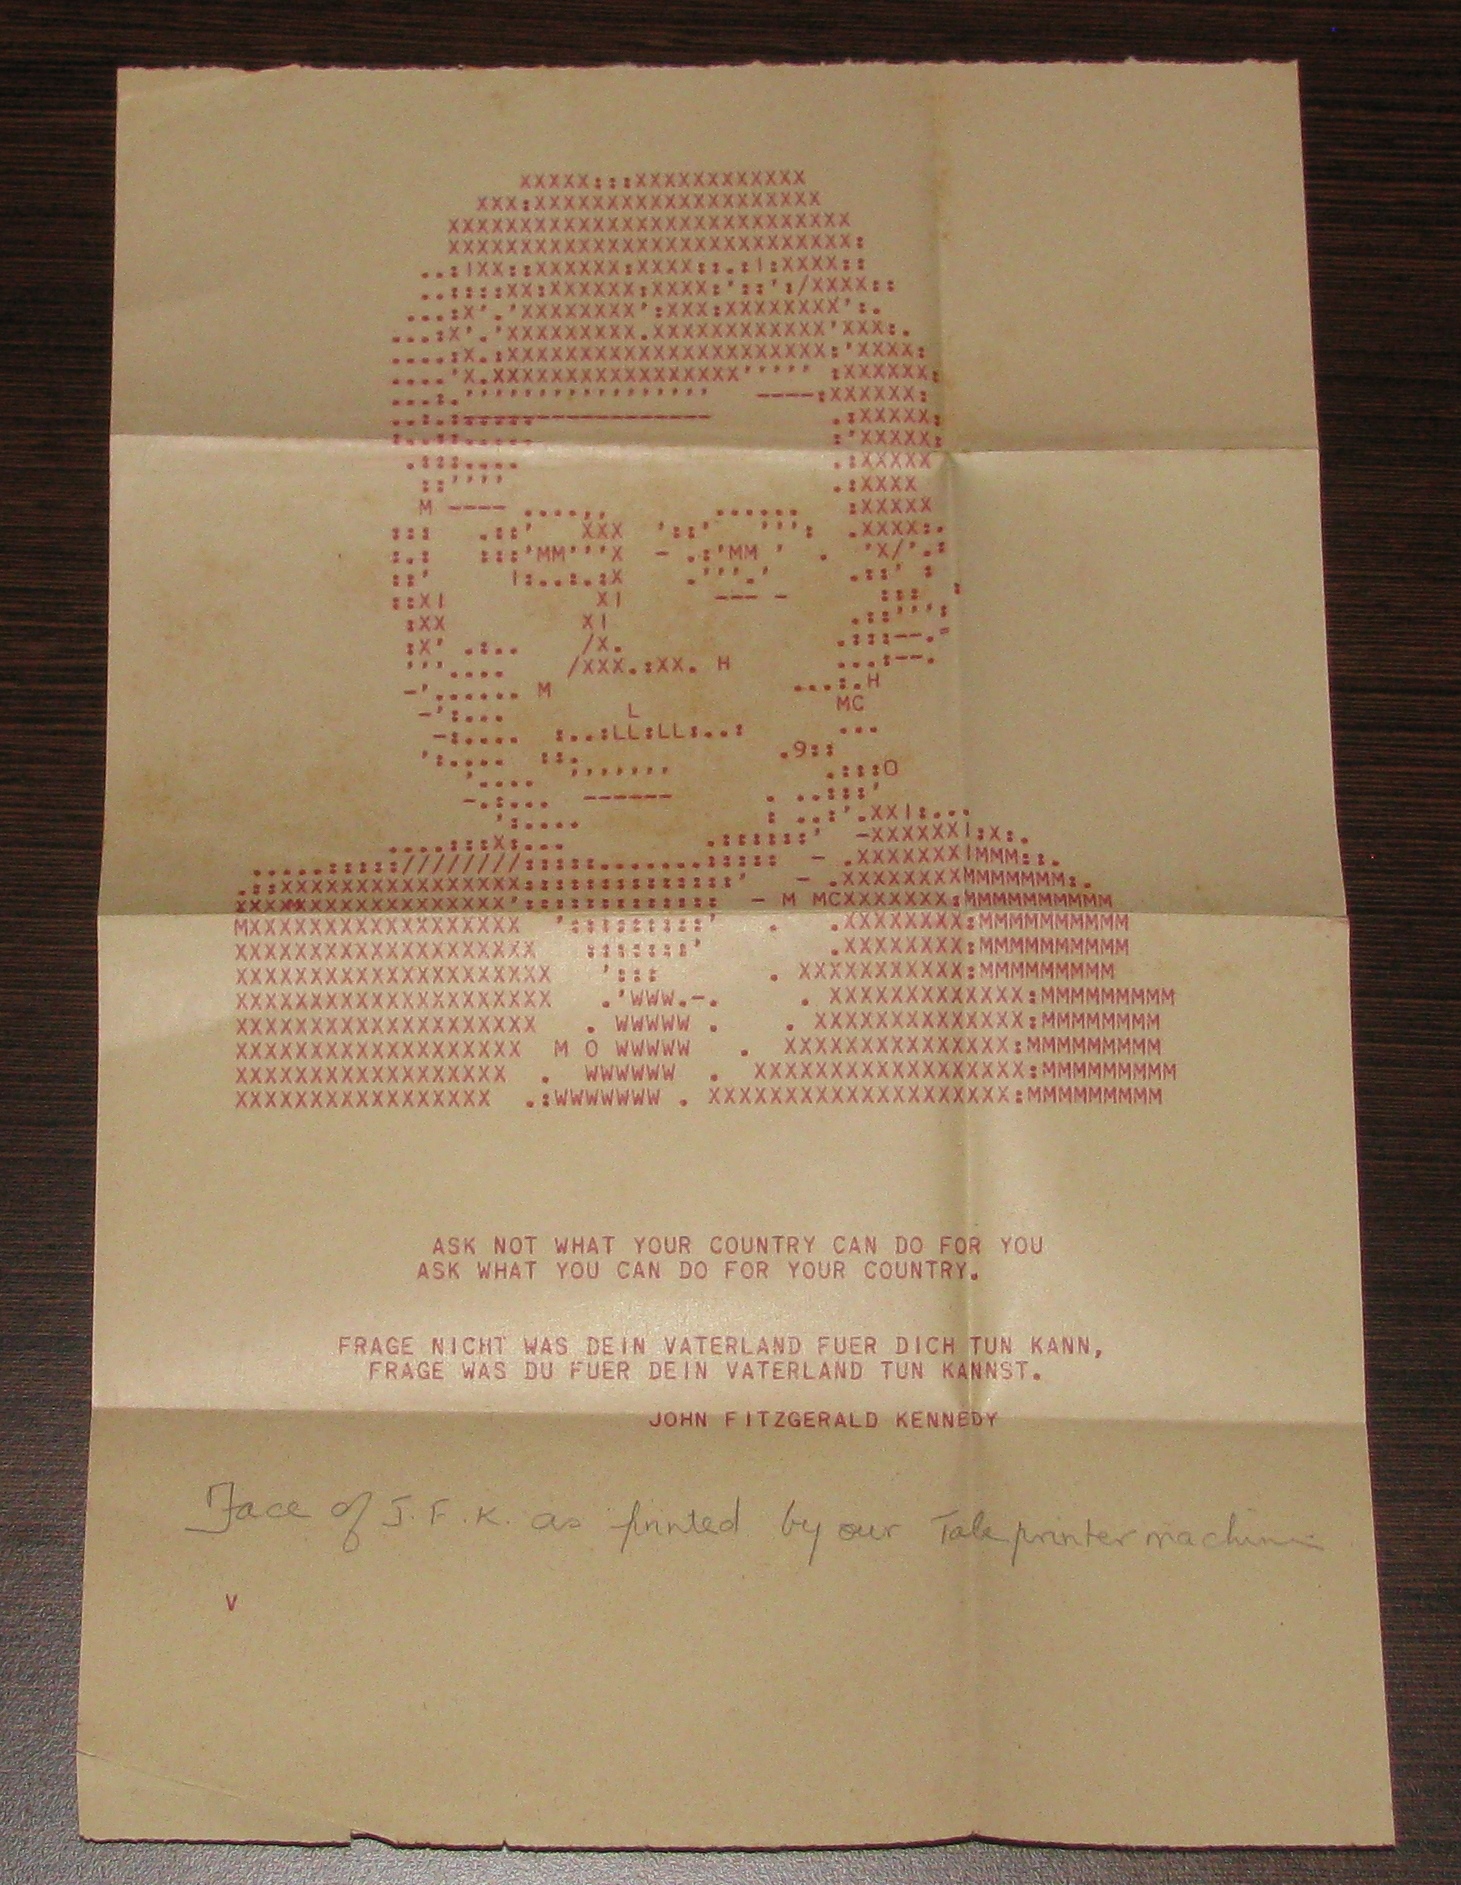 ASK NOT WHAT YOUR COUNTRY CAN DO FOR YOU
ASK WHAT YOU CAN DO FOR YOUR COUNTRY.
FRAGE NICHT WAS DEIN VATERLAND FUER DICH TUN KANN,
FRAGE WAS DU FUER DEIN VATERLAND TUN KANNST.
JOHN FITZGERALD KENNEDY
Face of J.F.K. as printed by our Tele printer machine
V